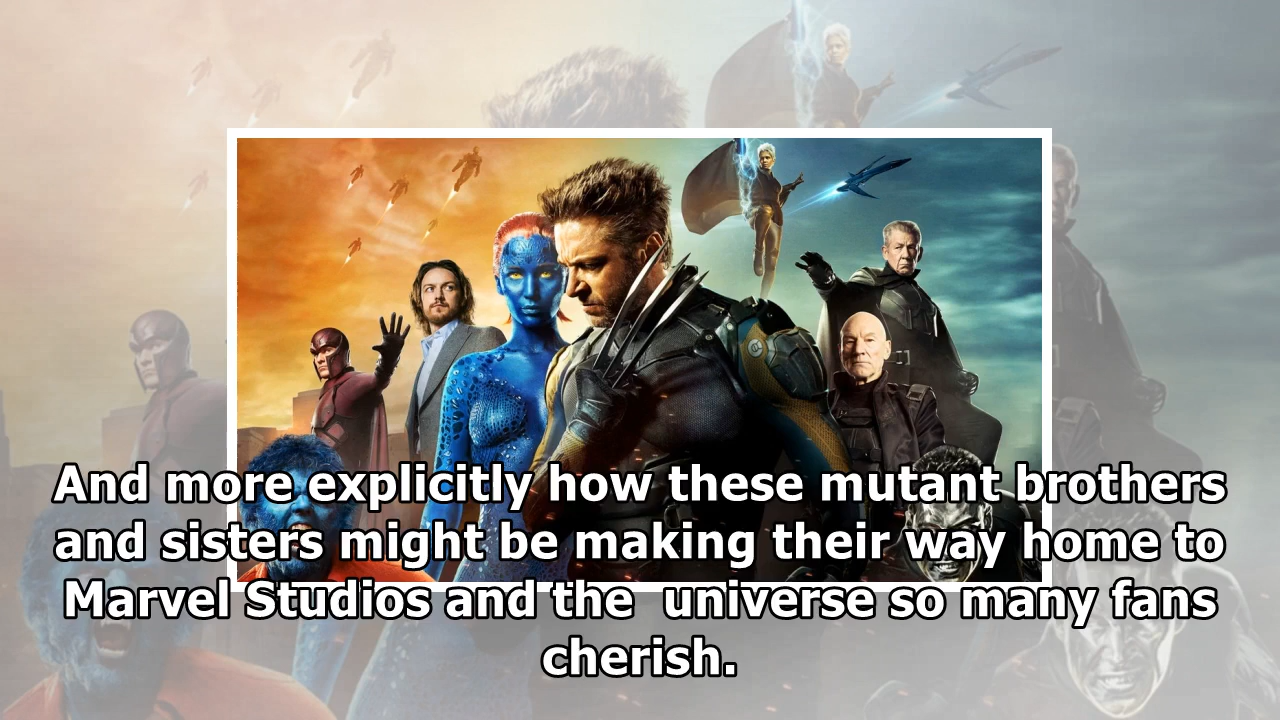 And more explicitly how these mutant brothers
and sisters might be making their way home to
Marvel Studios and the  universe so many fans
cherish.